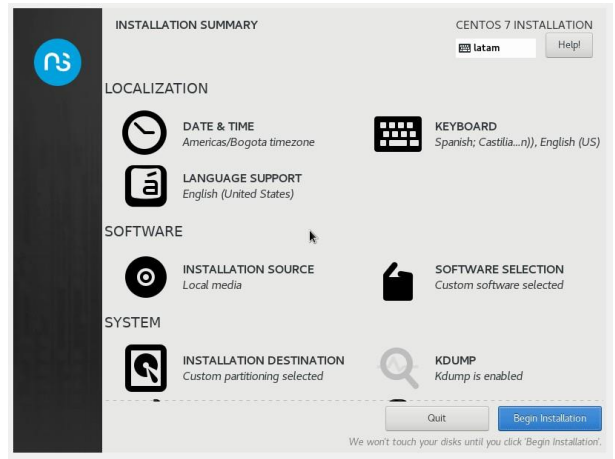 INSTALLATION SUMMARY
CENTOS 7 INSTALLATION
latam
Help!
LOCALIZATION
DATE & TIME
Americas/Bogota timezone
KEYBOARD
Spanish; Castilia...n)), English (US)
á
LANGUAGE SUPPORT
English (United States)
SOFTWARE
INSTALLATION SOURCE
Local media
SOFTWARE SELECTION
Custom software selected
SYSTEM
INSTALLATION DESTINATION
Custom partitioning selected
KDUMP
Kdump is enabled
Quit
Begin Installation
We won't touch your disks until you click 'Begin Installation'.